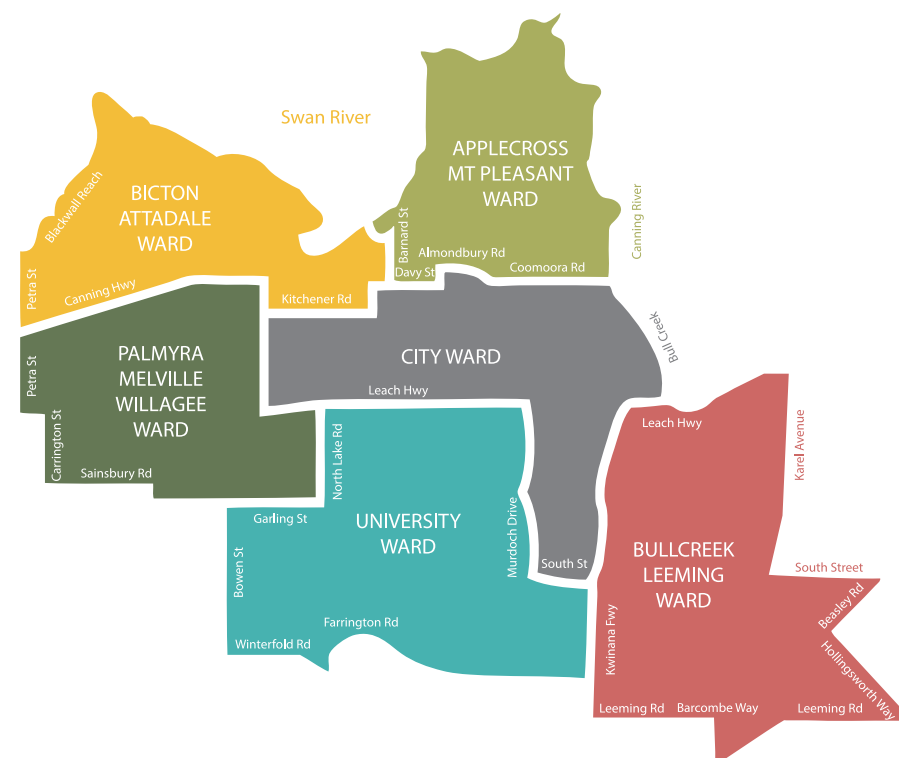 Swan River
APPLECROSS
MT PLEASANT
WARD
BICTON
ATTADALE
WARD
Blackwall Reach
Petra St
Canning Hwy
Kitchener Rd
Barnard St
Almondbury Rd
Davy St
Coomoora Rd
Canning River
Bull Creek
CITY WARD
Leach Hwy
South St
PALMYRA
MELVILLE
WILLAGEE
WARD
Petra St
Carrington St
Sainsbury Rd
North Lake Rd
Garling St
UNIVERSITY
WARD
Murdoch Drive
Bowen St
Farrington Rd
Winterfold Rd
Leach Hwy
Karel Avenue
BULLCREEK
LEEMING
WARD
South Street
Beasley Rd
Hollingsworth Way
Kwinana Fwy
Leeming Rd
Barcombe Way
Leeming Rd